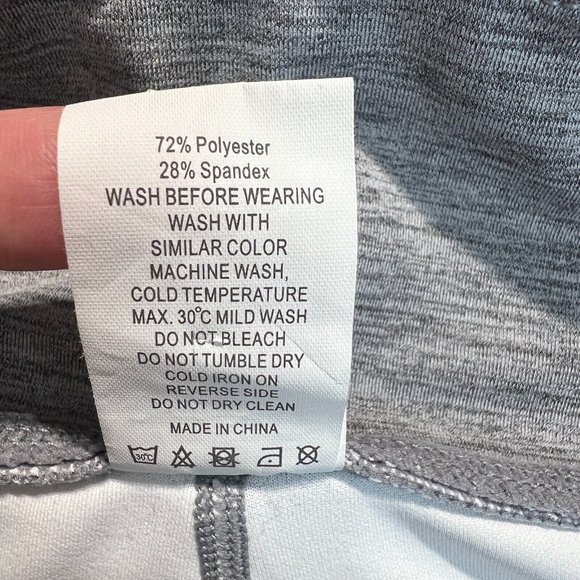 72% Polyester
28% Spandex
WASH BEFORE WEARING
WASH WITH
SIMILAR COLOR
MACHINE WASH,
COLD TEMPERATURE
MAX. 30℃ MILD WASH
DO NOT BLEACH
DO NOT TUMBLE DRY
COLD IRON ON
REVERSE SIDE
DO NOT DRY CLEAN
MADE IN CHINA
30℃